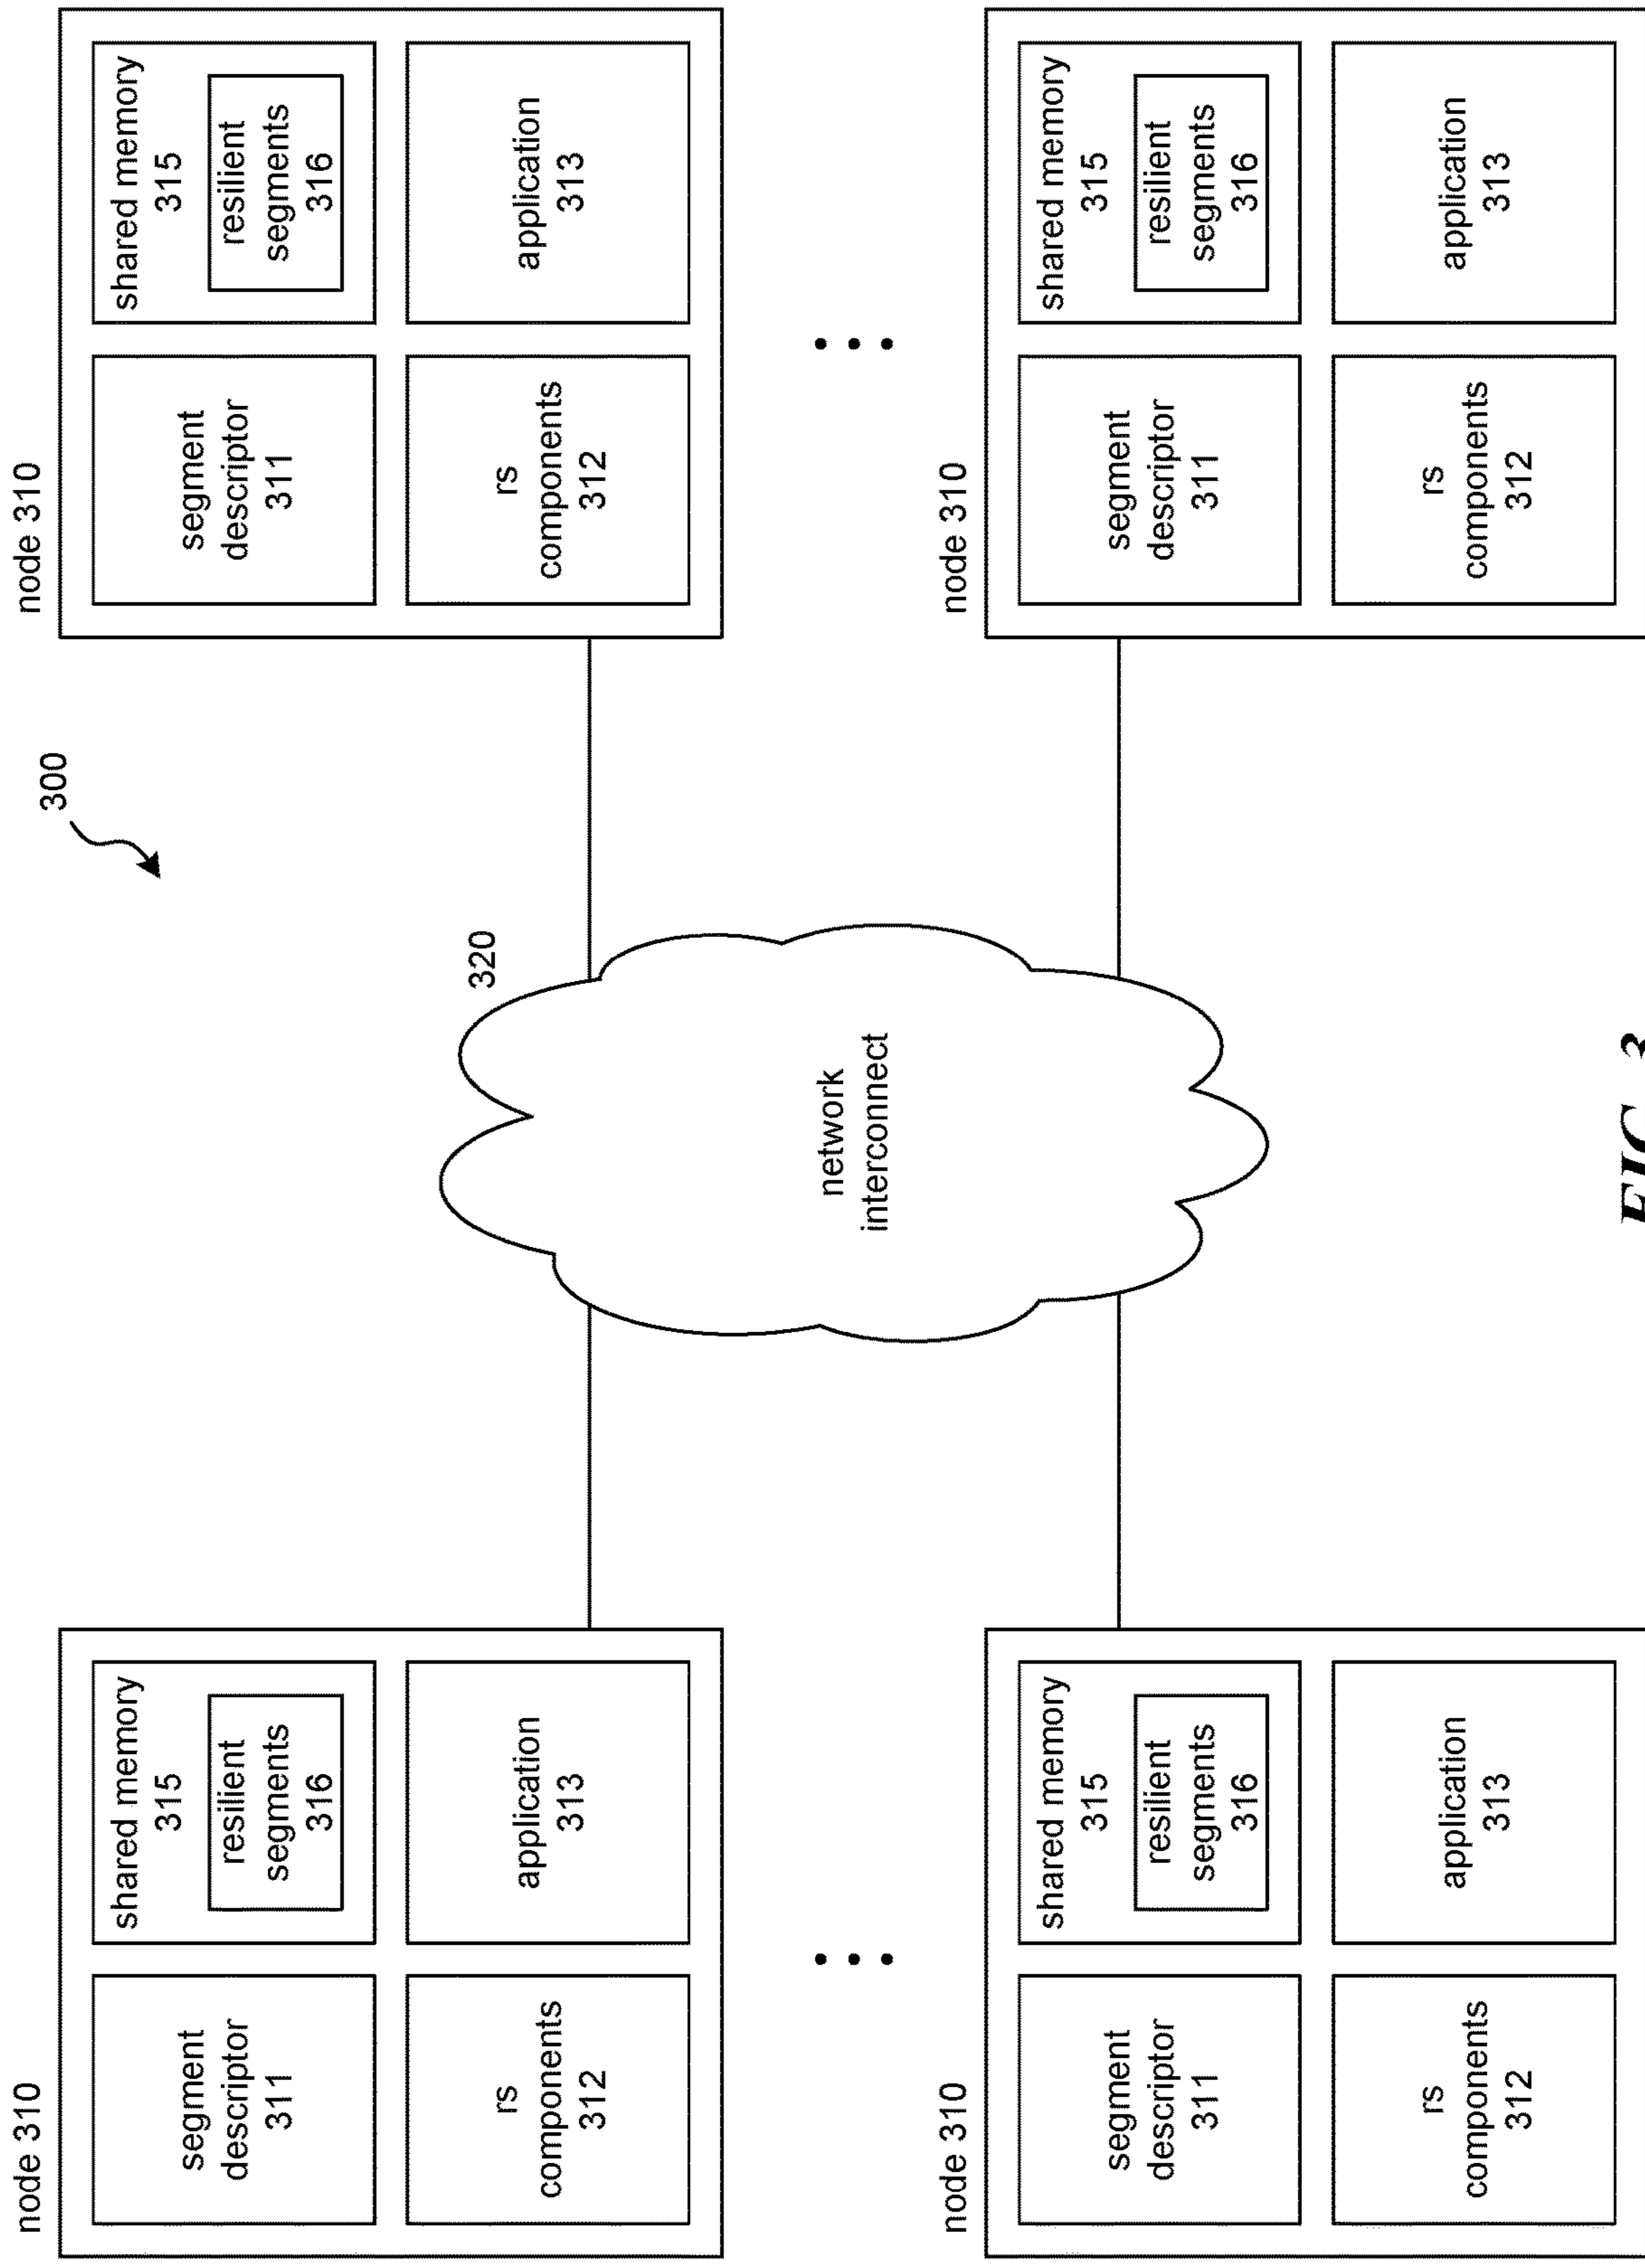 300
node 310
segment
descriptor
311
shared memory
315
resilient
segments
316
rs
components
312
application
313
node 310
segment
descriptor
311
shared memory
315
resilient
segments
316
rs
components
312
application
313
320
network
interconnect
node 310
segment
descriptor
311
shared memory
315
resilient
segments
316
rs
components
312
application
313
node 310
segment
descriptor
311
shared memory
315
resilient
segments
316
rs
components
312
application
313
FIG. 3